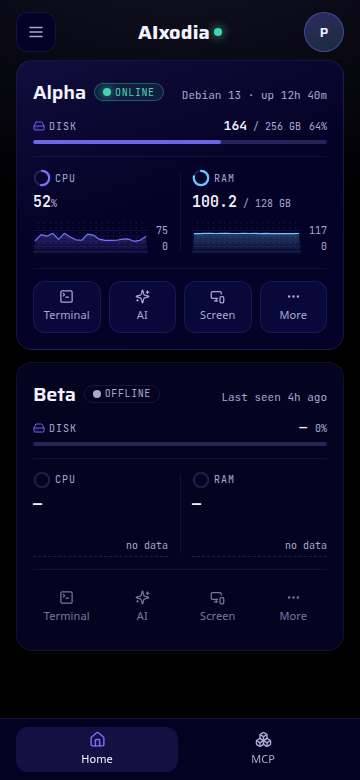 AIxodia
P
Alpha ONLINE Debian 13 · up 12h 40m
DISK 164 / 256 GB 64%
CPU RAM
52% 100.2 / 128 GB
75 117
0 0
Terminal AI Screen More
Beta OFFLINE Last seen 4h ago
DISK — 0%
CPU RAM
— —
no data no data
Terminal AI Screen More
Home MCP